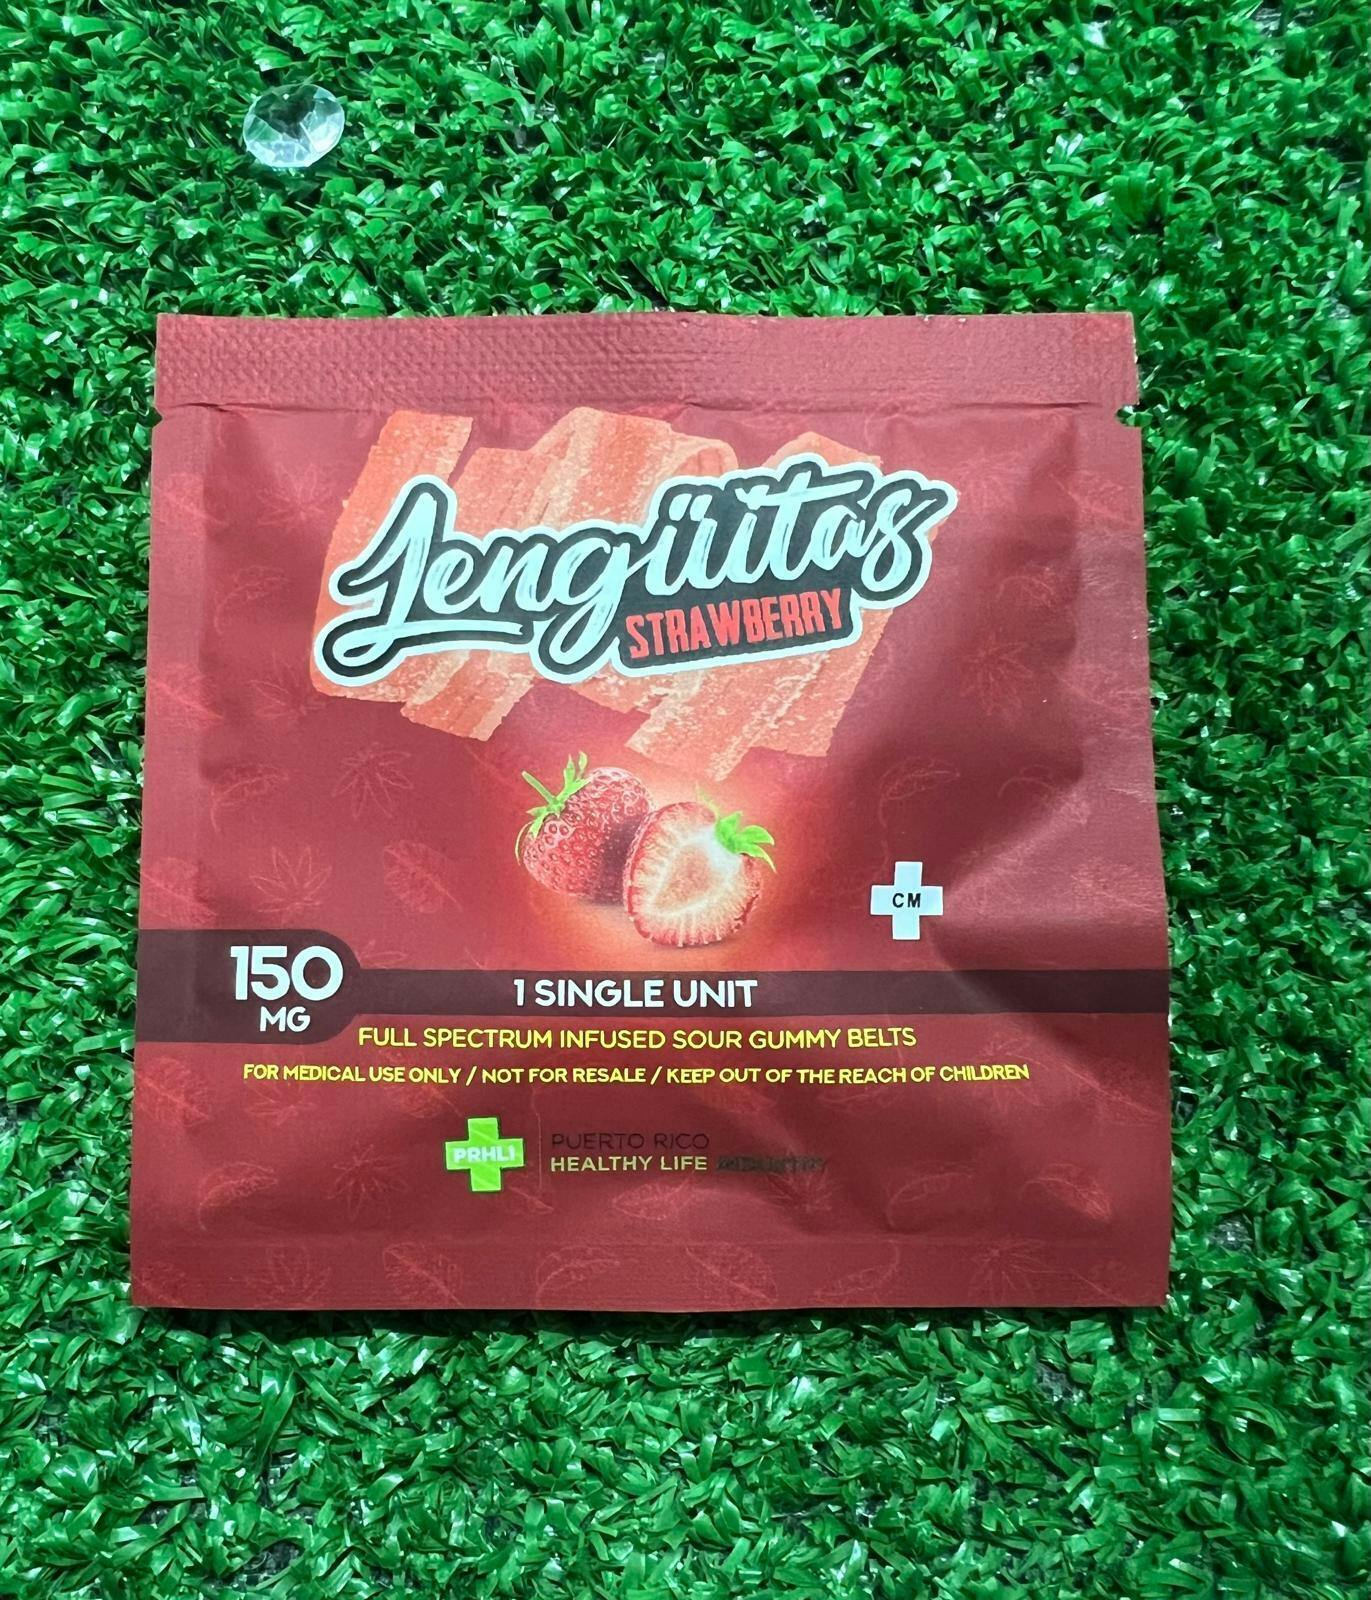 Lengüitas
STRAWBERRY
CM
150
MG
1 SINGLE UNIT
FULL SPECTRUM INFUSED SOUR GUMMY BELTS
FOR MEDICAL USE ONLY / NOT FOR RESALE / KEEP OUT OF THE REACH OF CHILDREN
PRHLI
PUERTO RICO
HEALTHY LIFE